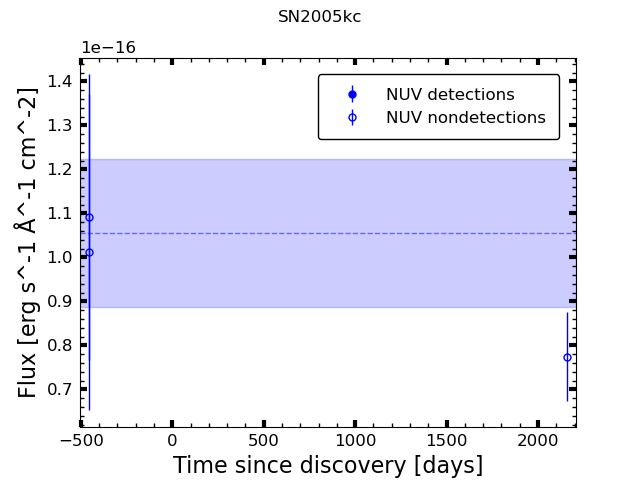 SN2005kc
1e−16
Flux [erg s^-1 Å^-1 cm^-2]
1.4
1.3
1.2
1.1
1.0
0.9
0.8
0.7
NUV detections
NUV nondetections
−500 0 500 1000 1500 2000
Time since discovery [days]